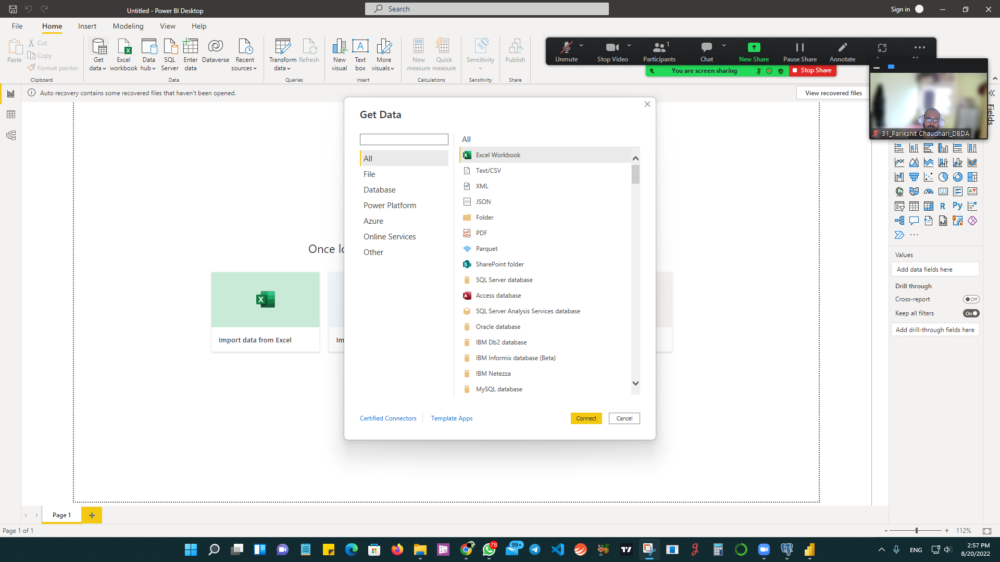 Untitled - Power BI Desktop
Search
Sign in
File Home Insert Modeling View Help
Paste
Cut
Copy
Format painter
Clipboard
Get data
Excel workbook
Data hub
SQL Server
Enter data
Dataverse
Recent sources
Data
Transform data
Refresh
Queries
New visual
Text box
More visuals
Insert
New measure
Quick measure
Calculations
Sensitivity
Sensitivity
Publish
Share
Unmute
Stop Video
1
Participants
Chat
New Share
Pause Share
Annotate
You are screen sharing
Stop Share
Auto recovery contains some recovered files that haven't been opened.
View recovered files
31_Parikshit Chaudhari_DBDA
Fields
Get Data
All
File
Database
Power Platform
Azure
Online Services
Other
All
Excel Workbook
Text/CSV
XML
JSON
Folder
PDF
Parquet
SharePoint folder
SQL Server database
Access database
SQL Server Analysis Services database
Oracle database
IBM Db2 database
IBM Informix database (Beta)
IBM Netezza
MySQL database
Certified Connectors
Template Apps
Connect
Cancel
Once lo
Import data from Excel
Im
123
R
Py
Values
Add data fields here
Drill through
Cross-report
Off
Keep all filters
On
Add drill-through fields here
Page 1
Page 1 of 1
- + 112%
78
99+
ENG
2:57 PM
8/20/2022